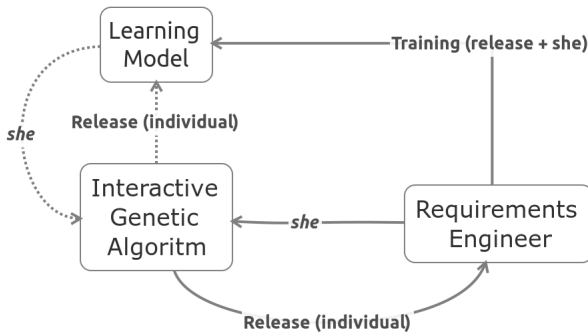 Learning
Model
Training (release + she)
she
Release (individual)
Interactive
Genetic
Algoritm
she
Requirements
Engineer
Release (individual)